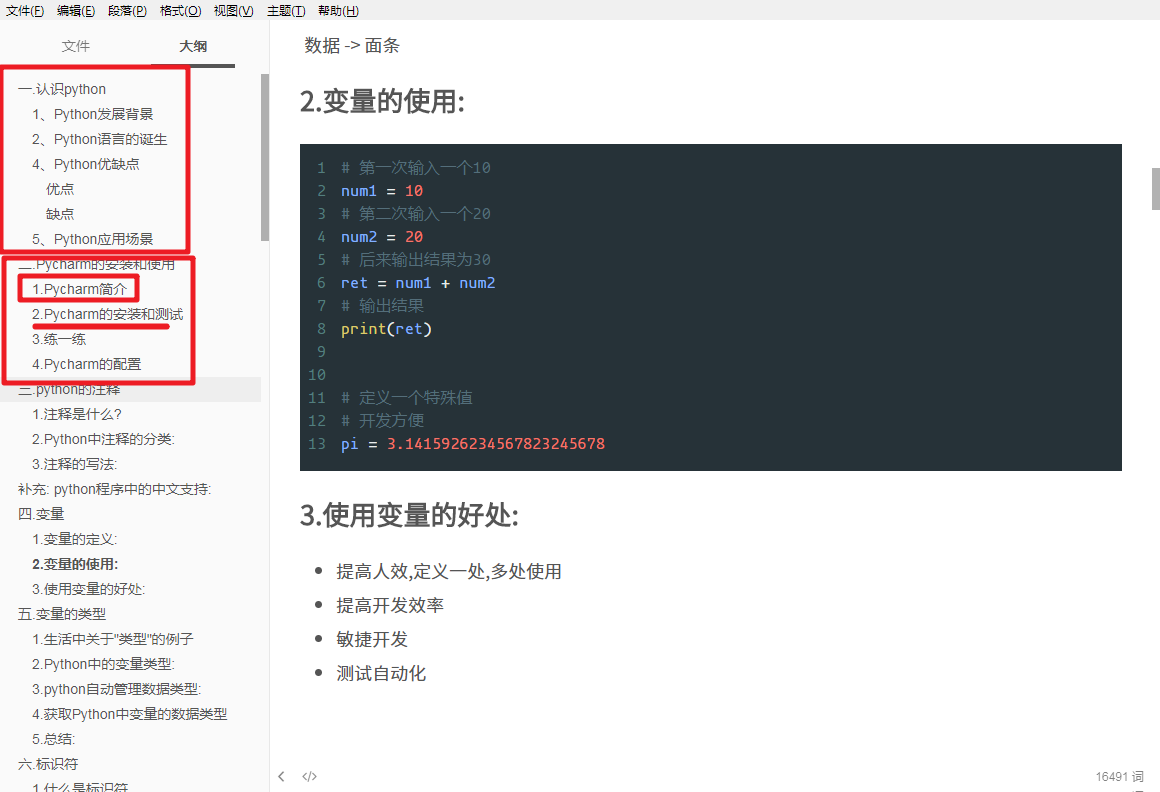 文件(F) 编辑(E) 段落(P) 格式(O) 视图(V) 主题(T) 帮助(H)
文件 大纲
一.认识python
1、Python发展背景
2、Python语言的诞生
4、Python优缺点
优点
缺点
5、Python应用场景
二.Pycharm的安装和使用
1.Pycharm简介
2.Pycharm的安装和测试
3.练一练
4.Pycharm的配置
三.python的注释
1.注释是什么?
2.Python中注释的分类:
3.注释的写法:
补充: python程序中的中文支持:
四.变量
1.变量的定义:
2.变量的使用:
3.使用变量的好处:
五.变量的类型
1.生活中关于"类型"的例子
2.Python中的变量类型:
3.python自动管理数据类型:
4.获取Python中变量的数据类型
5.总结:
六.标识符
1.什么是标识符
数据 -> 面条
2.变量的使用:
1 # 第一次输入一个10
2 num1 = 10
3 # 第二次输入一个20
4 num2 = 20
5 # 后来输出结果为30
6 ret = num1 + num2
7 # 输出结果
8 print(ret)
9
10
11 # 定义一个特殊值
12 # 开发方便
13 pi = 3.1415926234567823245678
3.使用变量的好处:
• 提高人效,定义一处,多处使用
• 提高开发效率
• 敏捷开发
• 测试自动化
16491 词